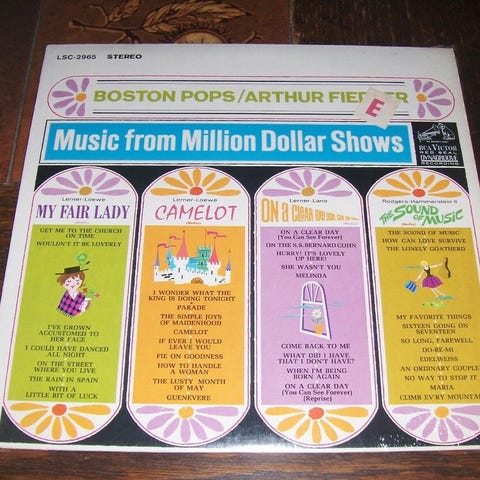 LSC-2965 STEREO
BOSTON POPS/ARTHUR FIEDLER
E
Music from Million Dollar Shows
RCA VICTOR
RED SEAL
DYNAGROOVE
RECORDING
Lerner-Loewe
MY FAIR LADY
GET ME TO THE CHURCH
ON TIME
WOULDN'T IT BE LOVERLY
I'VE GROWN
ACCUSTOMED TO
HER FACE
I COULD HAVE DANCED
ALL NIGHT
ON THE STREET
WHERE YOU LIVE
THE RAIN IN SPAIN
WITH A
LITTLE BIT OF LUCK
Lerner-Loewe
CAMELOT
I WONDER WHAT THE
KING IS DOING TONIGHT
PARADE
THE SIMPLE JOYS
OF MAIDENHOOD
CAMELOT
IF EVER I WOULD
LEAVE YOU
FIE ON GOODNESS
HOW TO HANDLE
A WOMAN
THE LUSTY MONTH
OF MAY
GUENEVERE
Lerner-Lane
ON A CLEAR DAY YOU CAN
ON A CLEAR DAY
(You Can See Forever)
ON THE S.S. BERNARD COHN
HURRY! IT'S LOVELY
UP HERE!
SHE WASN'T YOU
MELINDA
COME BACK TO ME
WHAT DID I HAVE
THAT I DON'T HAVE?
WHEN I'M BEING
BORN AGAIN
ON A CLEAR DAY
(You Can See Forever)
(Reprise)
Rodgers-Hammerstein II
THE SOUND OF MUSIC
THE SOUND OF MUSIC
HOW CAN LOVE SURVIVE
THE LONELY GOATHERD
MY FAVORITE THINGS
SIXTEEN GOING ON
SEVENTEEN
SO LONG, FAREWELL
DO-RE-MI
EDELWEISS
AN ORDINARY COUPLE
NO WAY TO STOP IT
MARIA
CLIMB EV'RY MOUNTAI